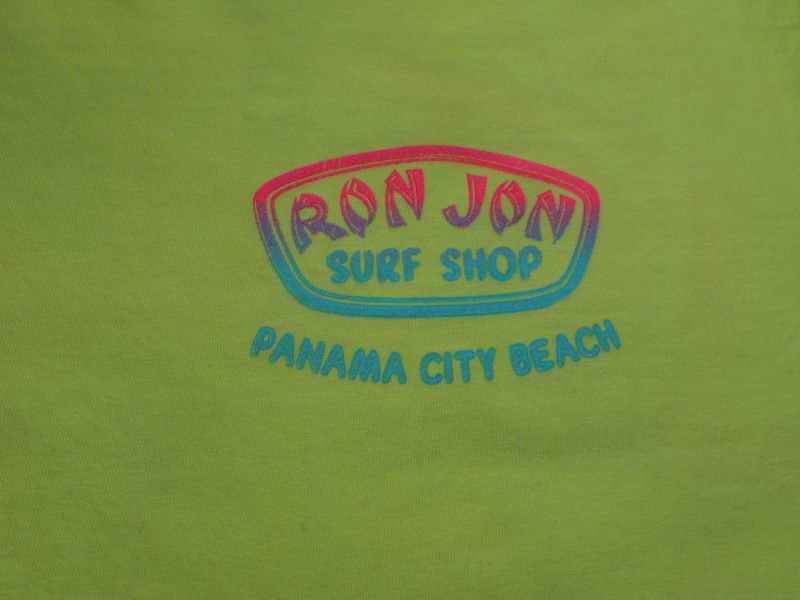 RON JON
SURF SHOP
PANAMA CITY BEACH